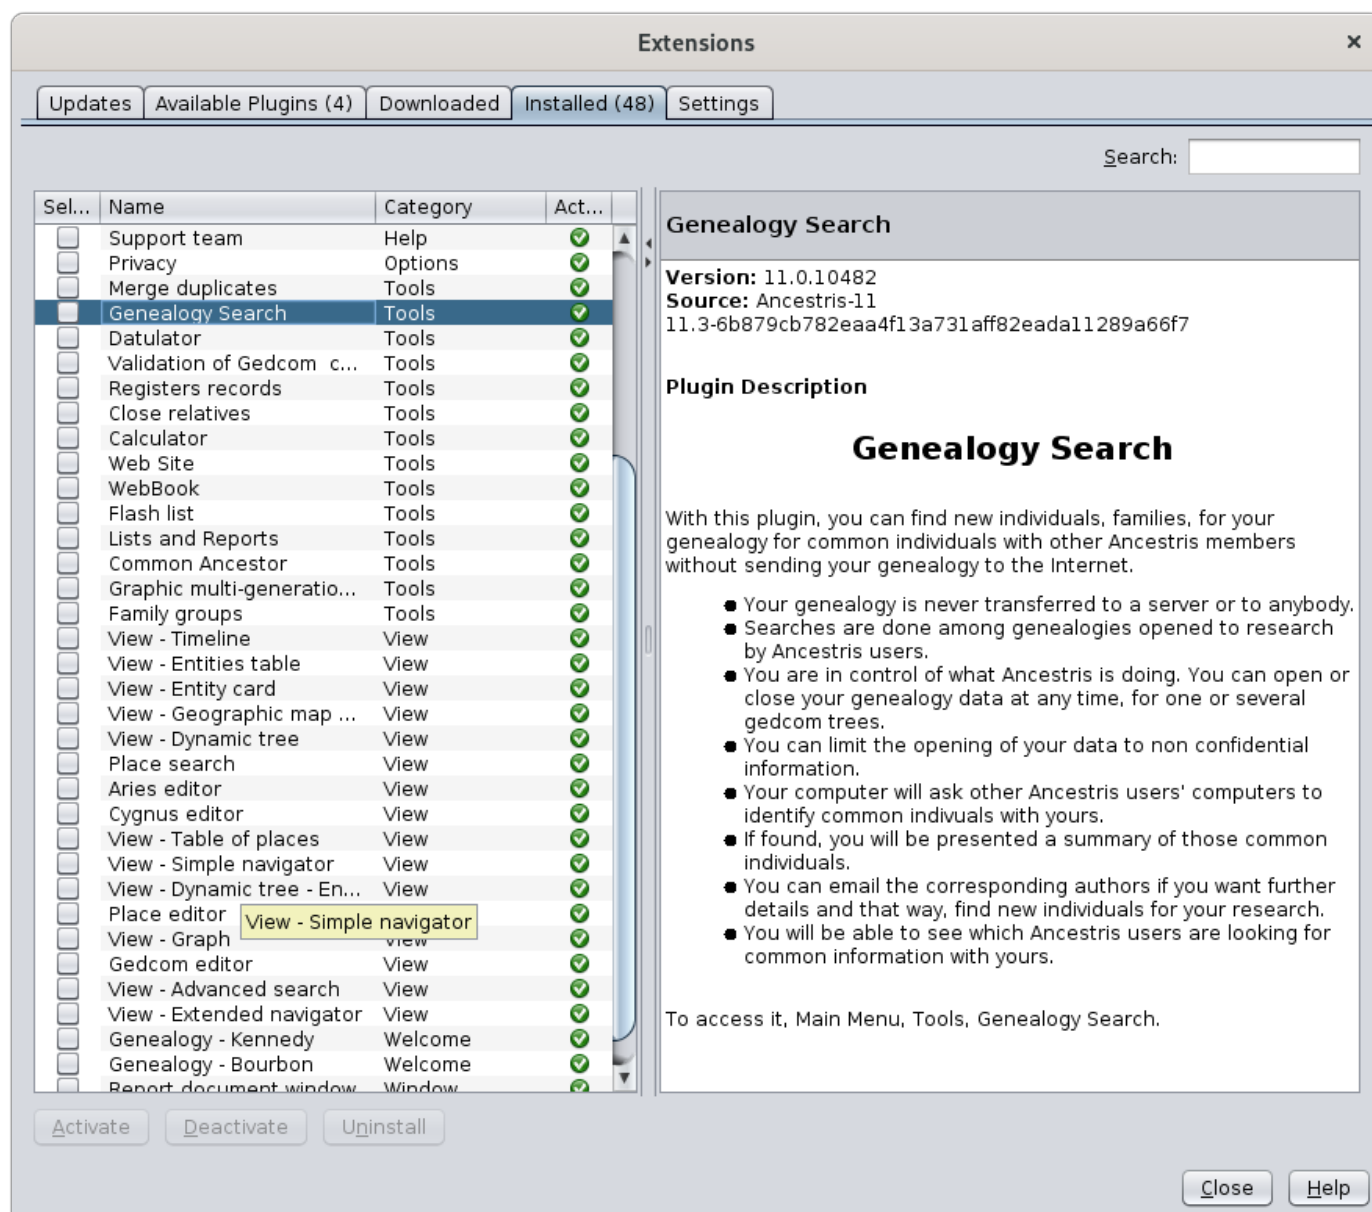 Extensions
Updates Available Plugins (4) Downloaded Installed (48) Settings
Search:
Sel... Name Category Act...
Support team Help
Privacy Options
Merge duplicates Tools
Genealogy Search Tools
Datulator Tools
Validation of Gedcom c... Tools
Registers records Tools
Close relatives Tools
Calculator Tools
Web Site Tools
WebBook Tools
Flash list Tools
Lists and Reports Tools
Common Ancestor Tools
Graphic multi-generatio... Tools
Family groups Tools
View - Timeline View
View - Entities table View
View - Entity card View
View - Geographic map ... View
View - Dynamic tree View
Place search View
Aries editor View
Cygnus editor View
View - Table of places View
View - Simple navigator View
View - Dynamic tree - En... View
Place editor
View - Simple navigator
View - Graph View
Gedcom editor View
View - Advanced search View
View - Extended navigator View
Genealogy - Kennedy Welcome
Genealogy - Bourbon Welcome
Report document window Window
Activate Deactivate Uninstall
Genealogy Search
Version: 11.0.10482
Source: Ancestris-11
11.3-6b879cb782eaa4f13a731aff82eada11289a66f7
Plugin Description
Genealogy Search
With this plugin, you can find new individuals, families, for your
genealogy for common individuals with other Ancestris members
without sending your genealogy to the Internet.
Your genealogy is never transferred to a server or to anybody.
Searches are done among genealogies opened to research
by Ancestris users.
You are in control of what Ancestris is doing. You can open or
close your genealogy data at any time, for one or several
gedcom trees.
You can limit the opening of your data to non confidential
information.
Your computer will ask other Ancestris users' computers to
identify common indivuals with yours.
If found, you will be presented a summary of those common
individuals.
You can email the corresponding authors if you want further
details and that way, find new individuals for your research.
You will be able to see which Ancestris users are looking for
common information with yours.
To access it, Main Menu, Tools, Genealogy Search.
Close Help